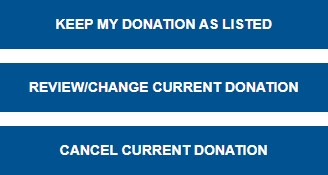 KEEP MY DONATION AS LISTED
REVIEW/CHANGE CURRENT DONATION
CANCEL CURRENT DONATION